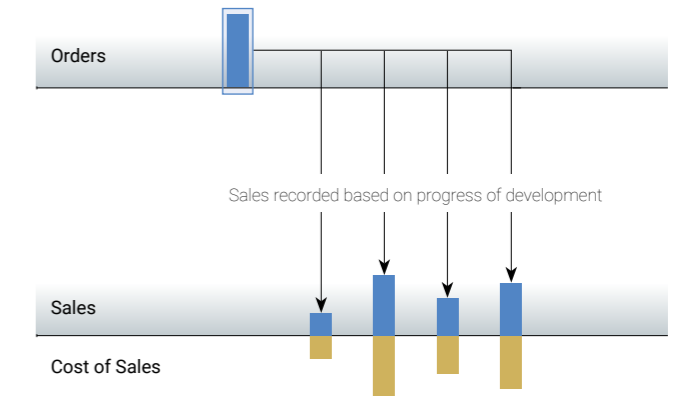 Orders
Sales recorded based on progress of development
Sales
Cost of Sales